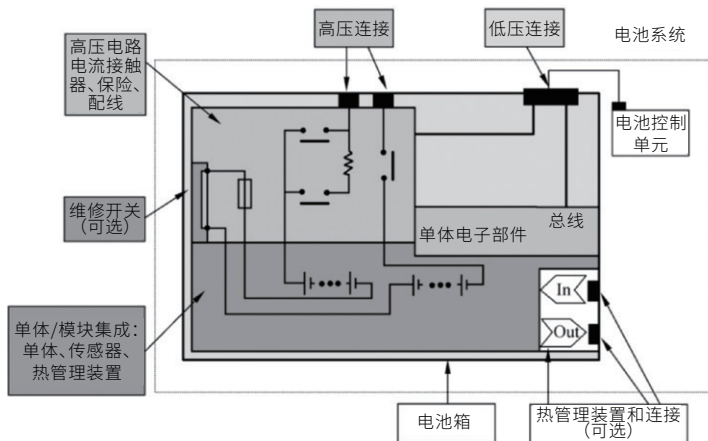 高压电路
电流接触
器、保险、
配线
高压连接
低压连接
电池系统
电池控制
单元
维修开关
(可选)
单体电子部件
总线
单体/模块集成:
单体、传感器、
热管理装置
In
Out
电池箱
热管理装置和连接
(可选)